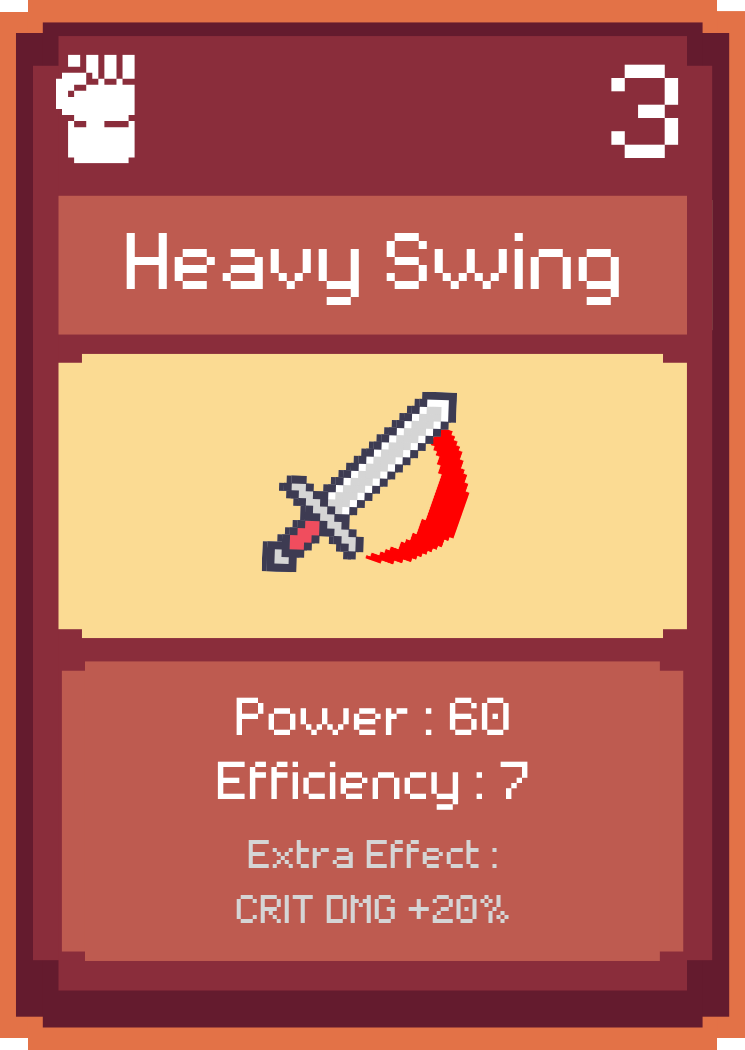 3
Heavy Swing
Power : 60
Efficiency : 7
Extra Effect :
CRIT DMG +20%